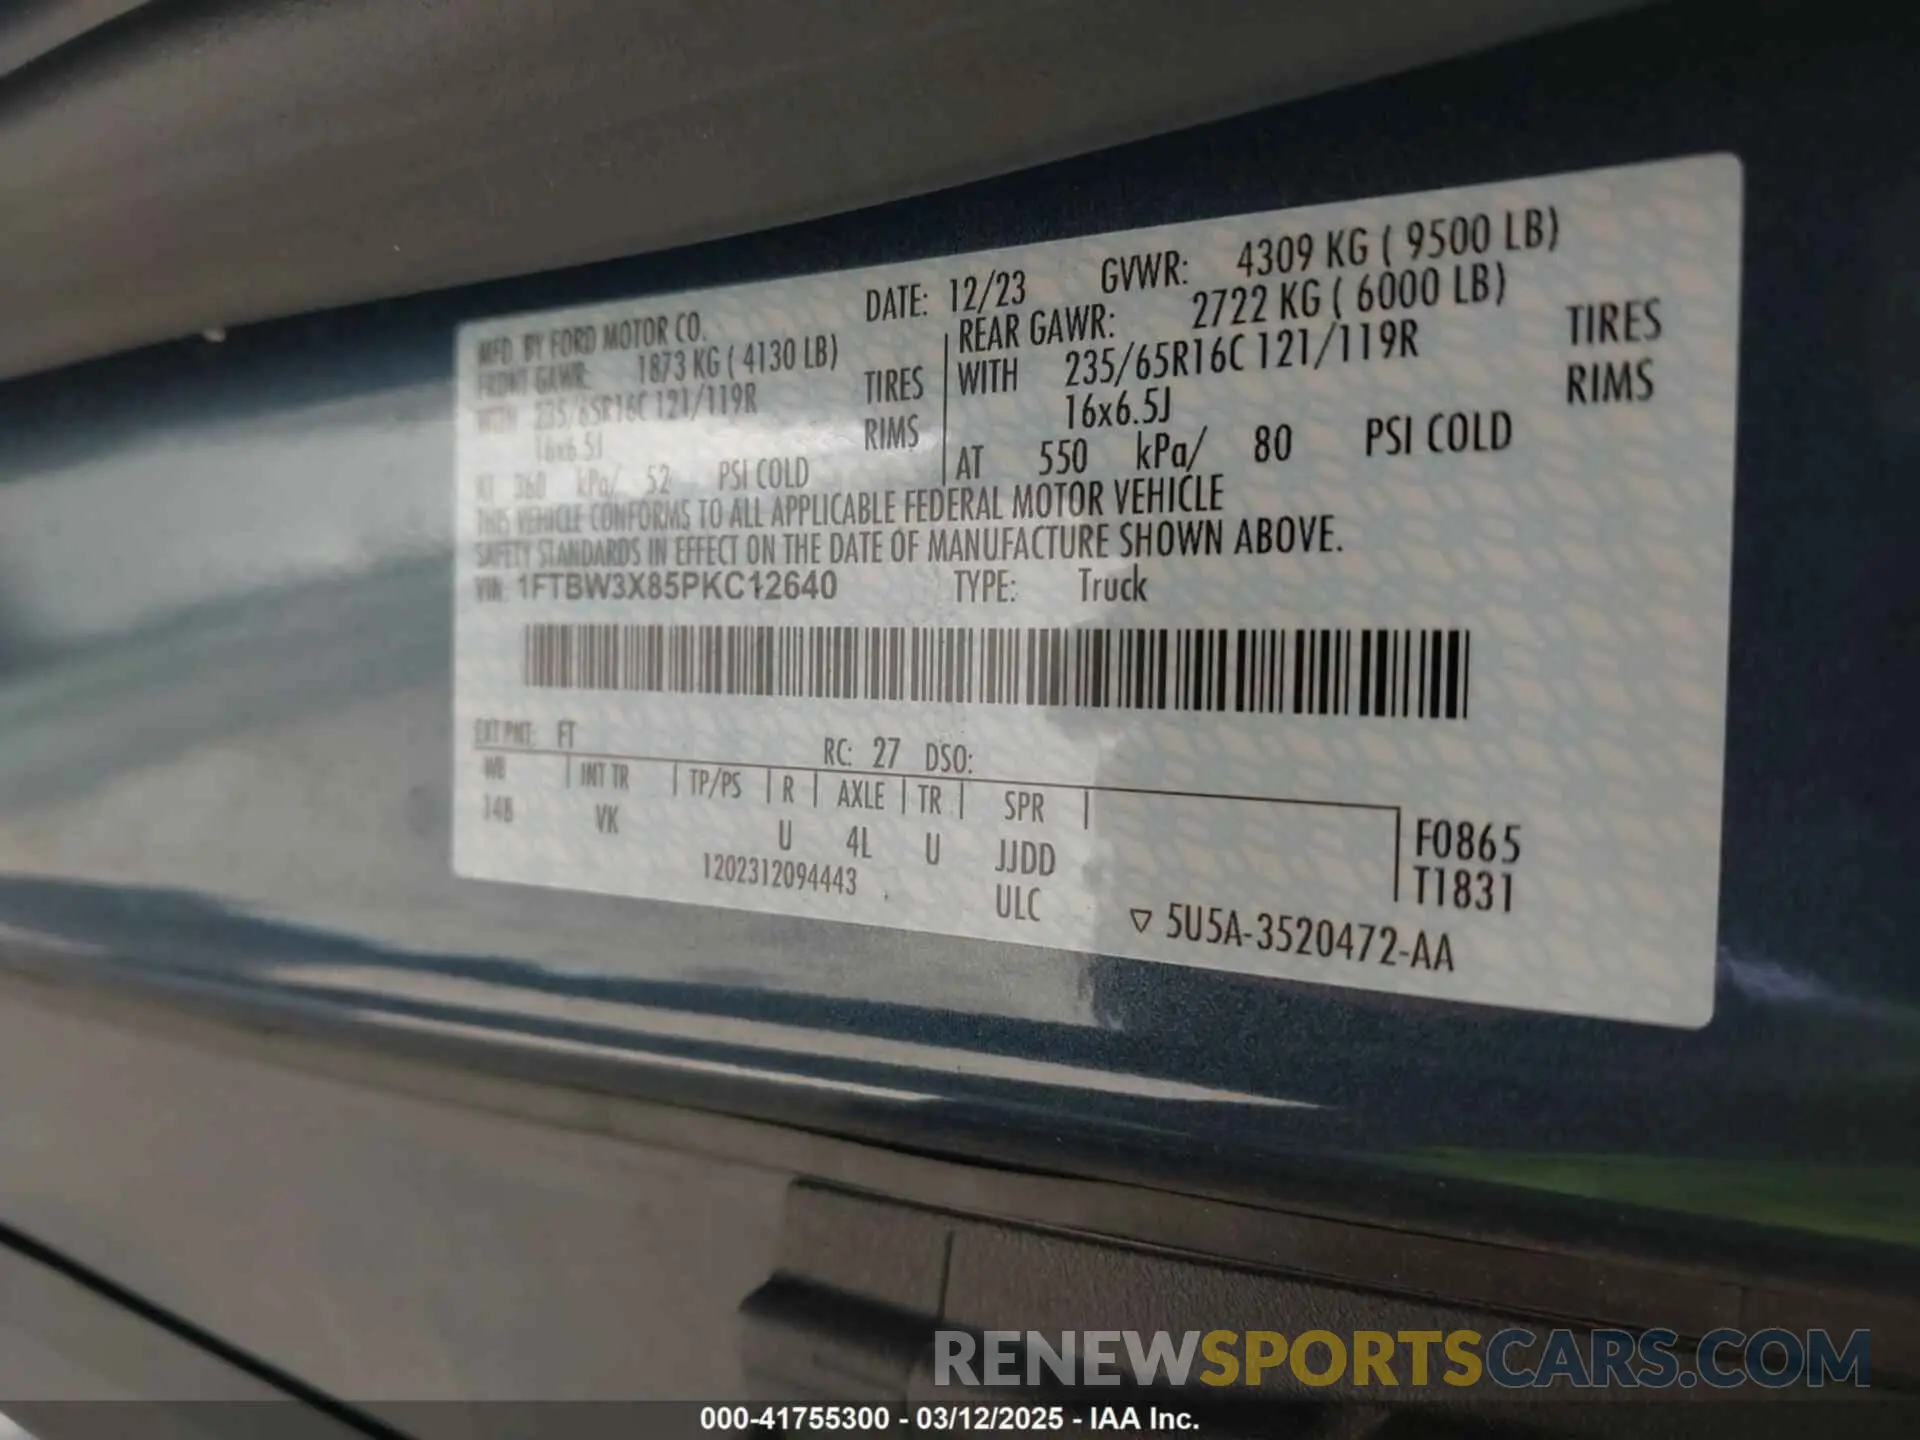 MFD. BY FORD MOTOR CO. DATE: 12/23 GVWR: 4309 KG ( 9500 LB)
FRONT GAWR: 1873 KG ( 4130 LB) REAR GAWR: 2722 KG ( 6000 LB)
WITH 235/65R16C 121/119R TIRES WITH 235/65R16C 121/119R TIRES
16x6.5J RIMS 16x6.5J RIMS
AT 360 kPa/ 52 PSI COLD AT 550 kPa/ 80 PSI COLD
THIS VEHICLE CONFORMS TO ALL APPLICABLE FEDERAL MOTOR VEHICLE
SAFETY STANDARDS IN EFFECT ON THE DATE OF MANUFACTURE SHOWN ABOVE.
VIN: 1FTBW3X85PKC12640 TYPE: Truck
EXT PNT: FT RC: 27 DSO:
WB INT TR TP/PS R AXLE TR SPR
148 VK U 4L U JJDD
F0865
T1831
1202312094443 ULC
▽ 5U5A-3520472-AA
RENEWSPORTSCARS.COM
000-41755300 - 03/12/2025 - IAA Inc.